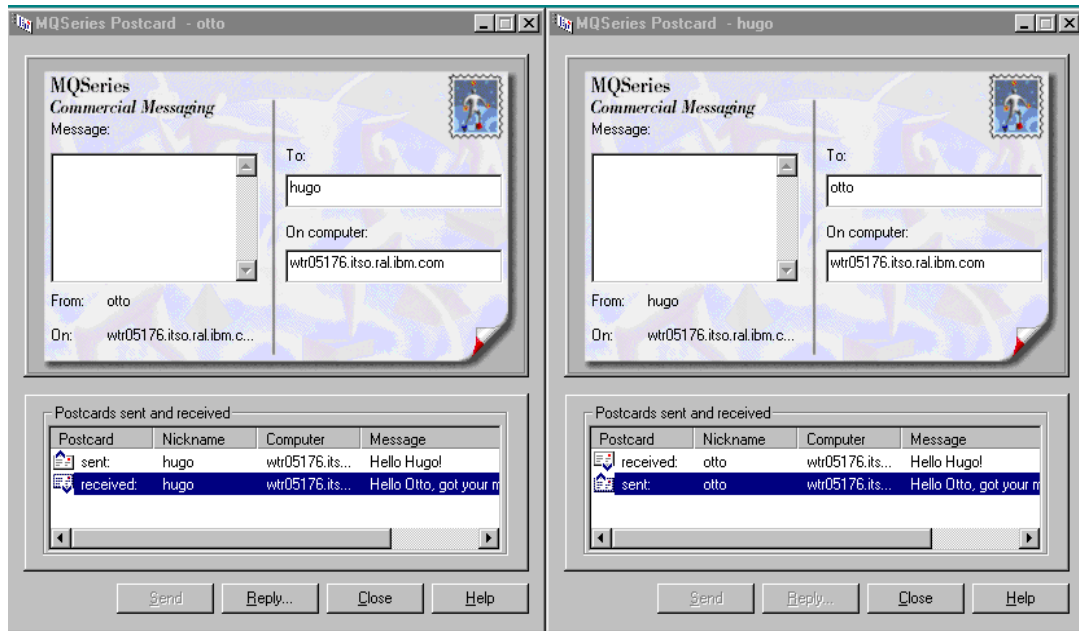 MQSeries Postcard - otto
MQSeries
Commercial Messaging
Message:
To:
hugo
On computer:
wtr05176.itso.ral.ibm.com
From: otto
On: wtr05176.itso.ral.ibm.c...
Postcards sent and received
Postcard Nickname Computer Message
sent: hugo wtr05176.its... Hello Hugo!
received: hugo wtr05176.its... Hello Otto, got your m
Send Reply... Close Help
MQSeries Postcard - hugo
MQSeries
Commercial Messaging
Message:
To:
otto
On computer:
wtr05176.itso.ral.ibm.com
From: hugo
On: wtr05176.itso.ral.ibm.c...
Postcards sent and received
Postcard Nickname Computer Message
received: otto wtr05176.its... Hello Hugo!
sent: otto wtr05176.its... Hello Otto, got your m
Send Reply... Close Help